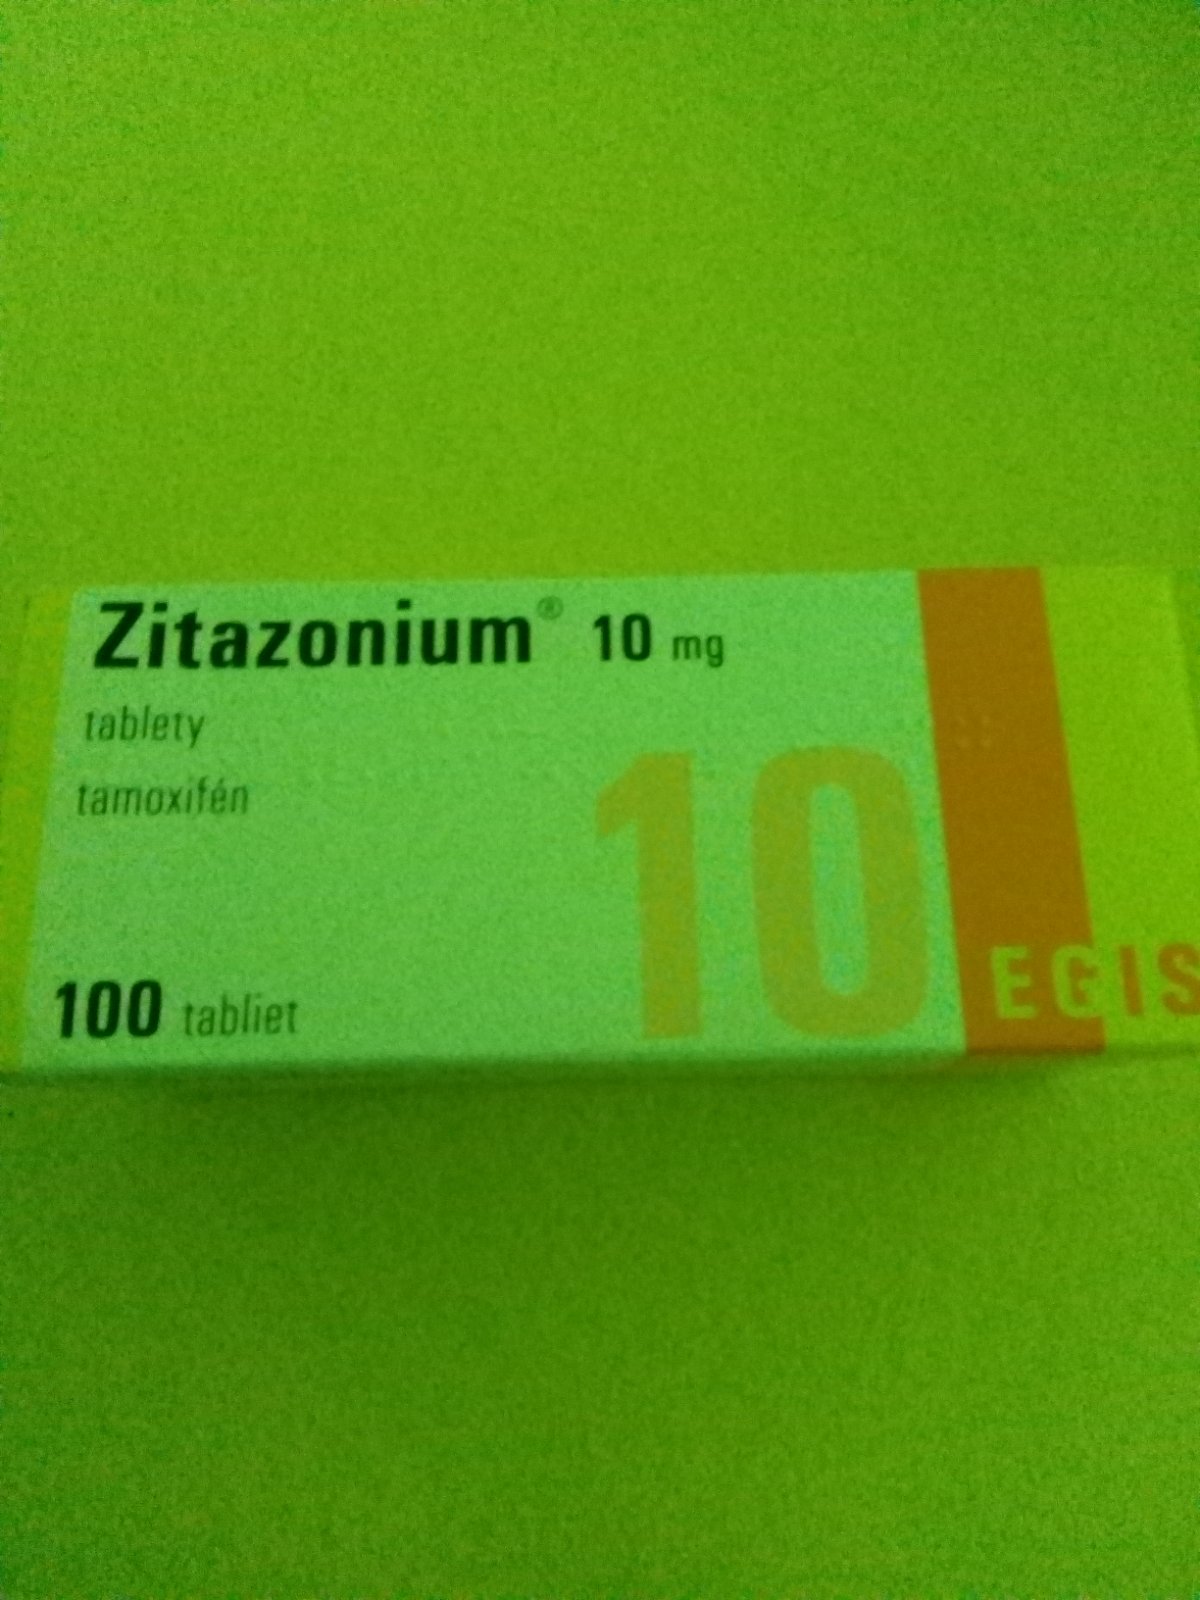 Zitazonium® 10 mg
tablety
tamoxifén
10
100 tabliet
EGIS